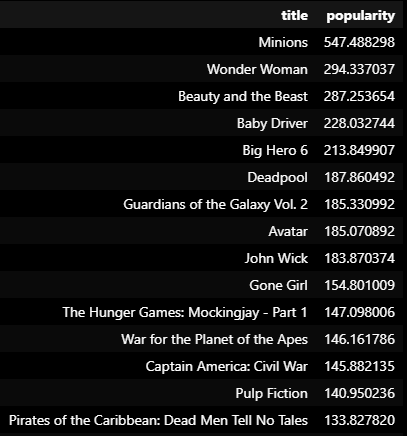 title popularity
Minions 547.488298
Wonder Woman 294.337037
Beauty and the Beast 287.253654
Baby Driver 228.032744
Big Hero 6 213.849907
Deadpool 187.860492
Guardians of the Galaxy Vol. 2 185.330992
Avatar 185.070892
John Wick 183.870374
Gone Girl 154.801009
The Hunger Games: Mockingjay - Part 1 147.098006
War for the Planet of the Apes 146.161786
Captain America: Civil War 145.882135
Pulp Fiction 140.950236
Pirates of the Caribbean: Dead Men Tell No Tales 133.827820